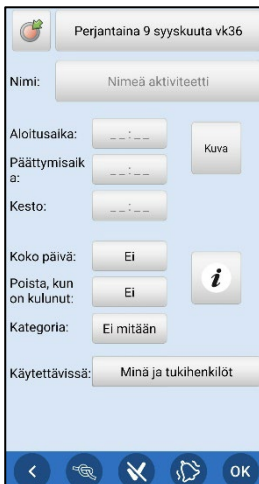 Perjantaina 9 syyskuuta vk36
Nimi: Nimeä aktiviteetti
Aloitusaika: __:__
Kuva
Päättymisaik
a: __:__
Kesto: __:__
Koko päivä: Ei
i
Poista, kun
on kulunut: Ei
Kategoria: Ei mitään
Käytettävissä: Minä ja tukihenkilöt
OK